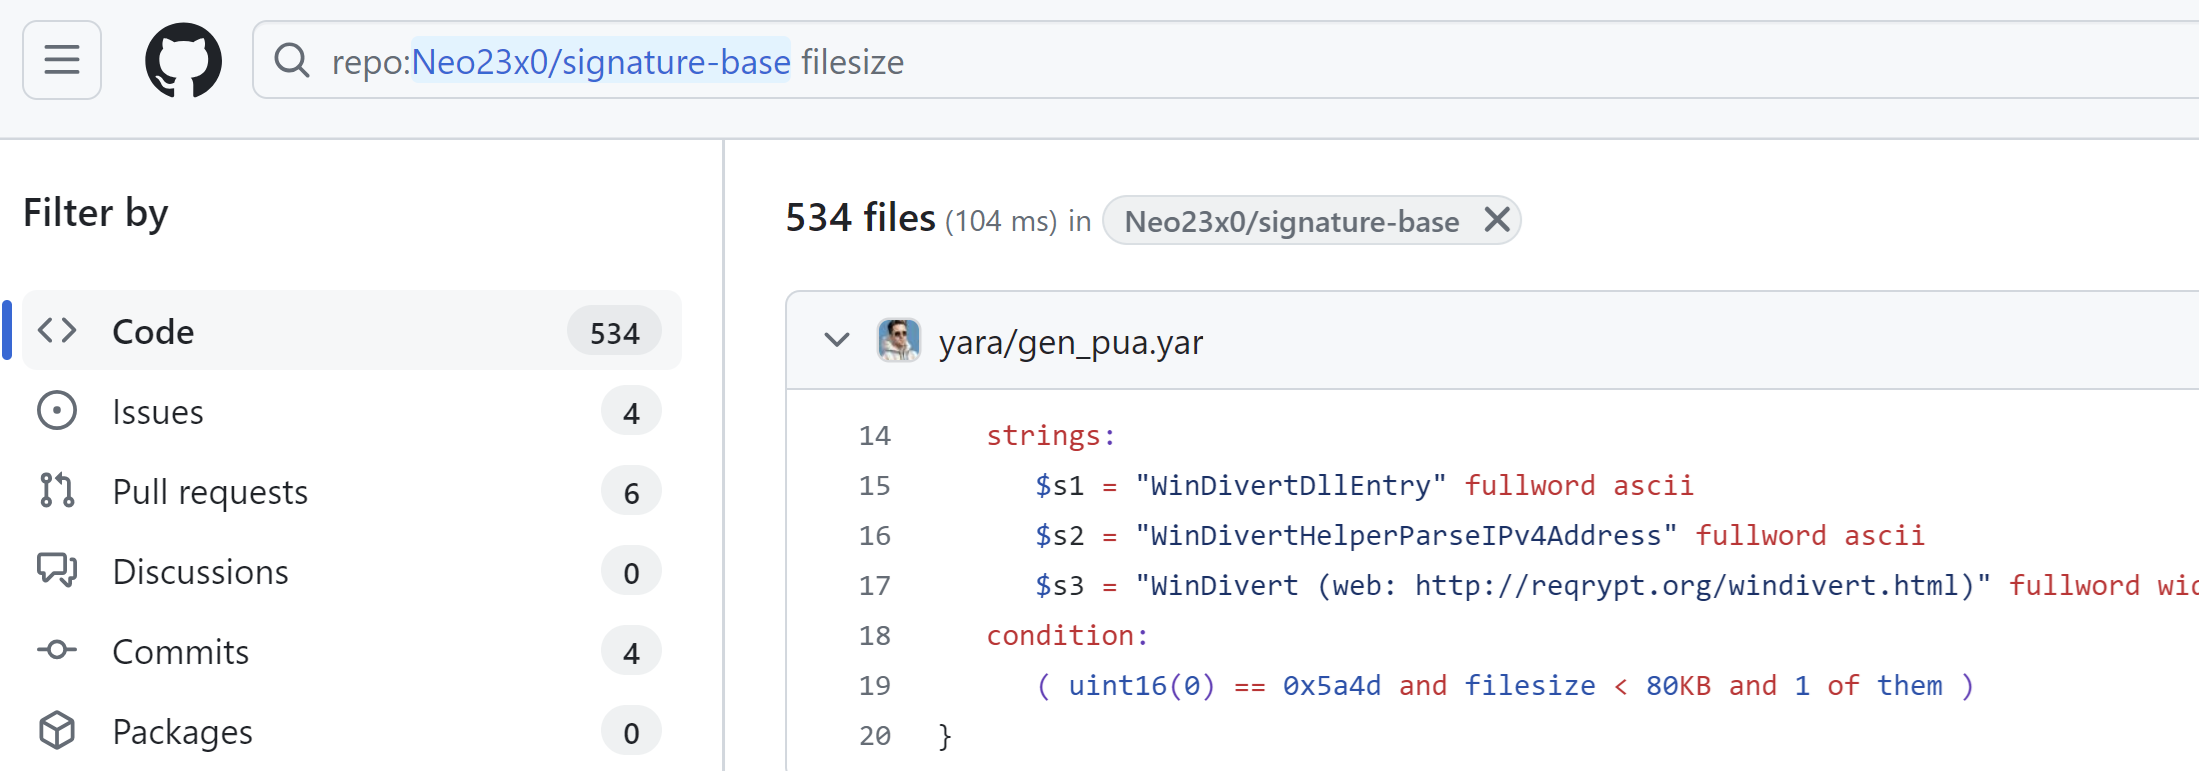 repo:Neo23x0/signature-base filesize
Filter by
Code 534
Issues 4
Pull requests 6
Discussions 0
Commits 4
Packages 0
534 files (104 ms) in Neo23x0/signature-base
yara/gen_pua.yar
14 strings:
15 $s1 = "WinDivertDllEntry" fullword ascii
16 $s2 = "WinDivertHelperParseIPv4Address" fullword ascii
17 $s3 = "WinDivert (web: http://reqrypt.org/windivert.html)" fullword
18 condition:
19 ( uint16(0) == 0x5a4d and filesize < 80KB and 1 of them )
20 }